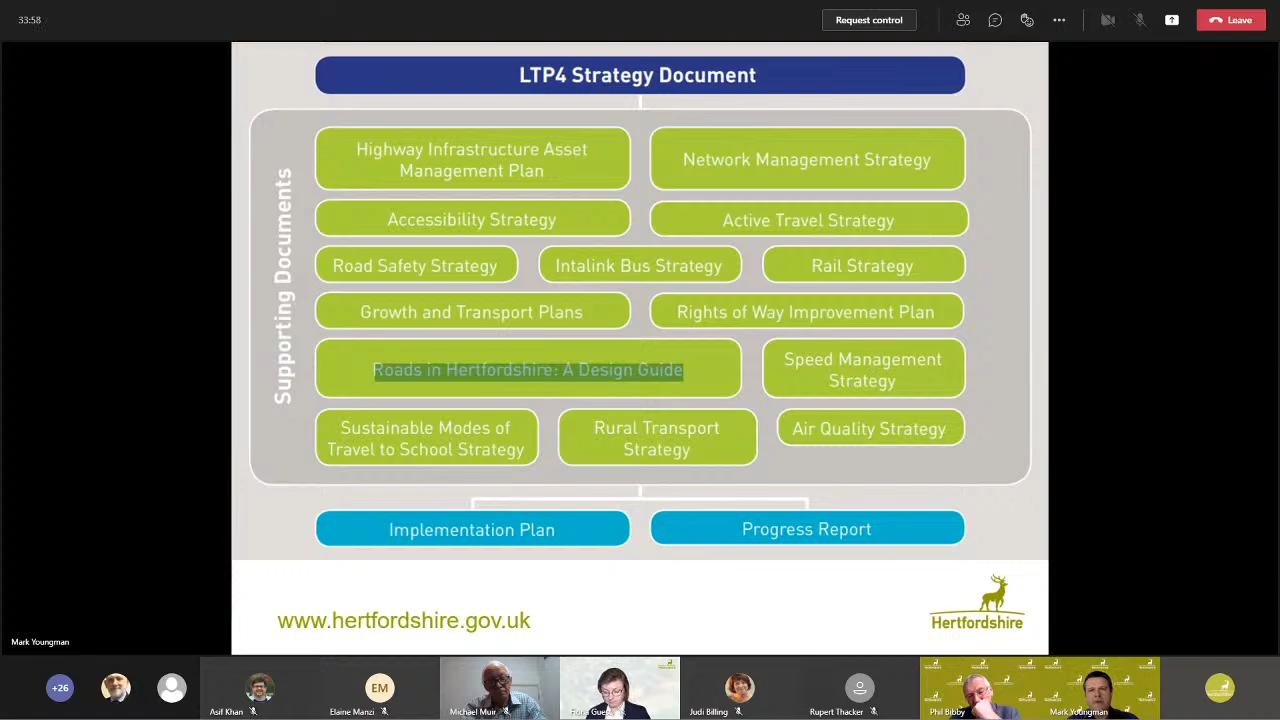 33:58
Request control
Leave
LTP4 Strategy Document
Supporting Documents
Highway Infrastructure Asset
Management Plan
Network Management Strategy
Accessibility Strategy
Active Travel Strategy
Road Safety Strategy
Intalink Bus Strategy
Rail Strategy
Growth and Transport Plans
Rights of Way Improvement Plan
Roads in Hertfordshire: A Design Guide
Speed Management
Strategy
Sustainable Modes of
Travel to School Strategy
Rural Transport
Strategy
Air Quality Strategy
Implementation Plan
Progress Report
www.hertfordshire.gov.uk
Hertfordshire
Mark Youngman
+26
Asif Khan
EM
Elaine Manzi
Michael Muir
Judi Billing
Rupert Thacker
Phil Bibby
Mark Youngman